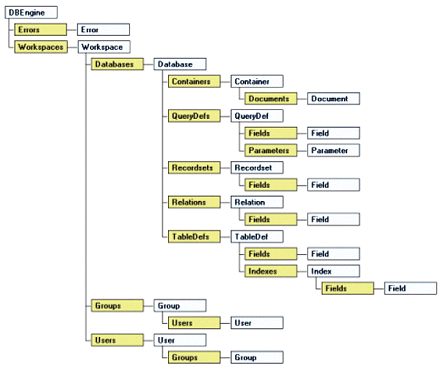 DBEngine
Errors Error
Workspaces Workspace
Databases Database
Containers Container
Documents Document
QueryDefs QueryDef
Fields Field
Parameters Parameter
Recordsets Recordset
Fields Field
Relations Relation
Fields Field
TableDefs TableDef
Fields Field
Indexes Index
Fields Field
Groups Group
Users User
Users User
Groups Group